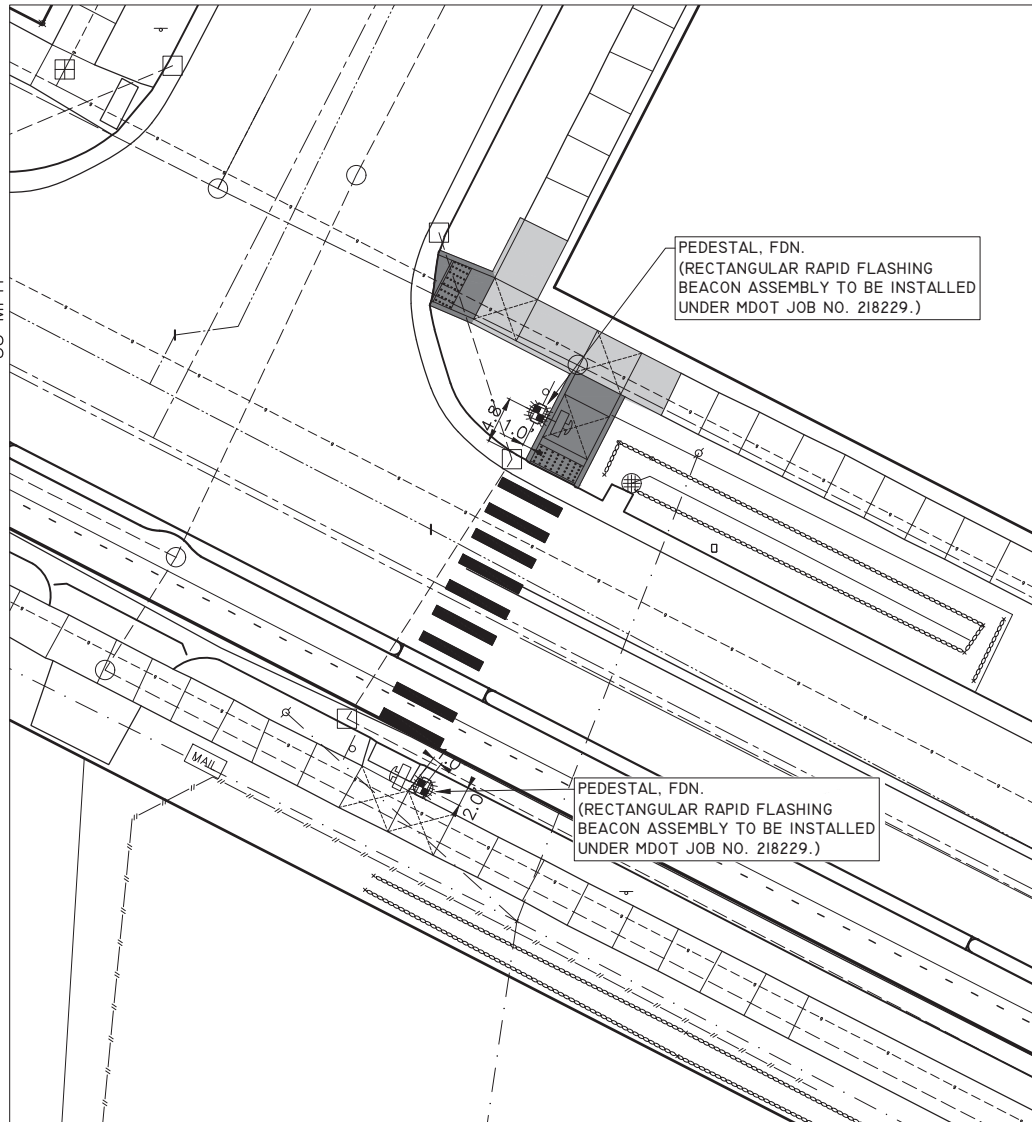 PEDESTAL, FDN.
(RECTANGULAR RAPID FLASHING
BEACON ASSEMBLY TO BE INSTALLED
UNDER MDOT JOB NO. 218229.)
4.8'
1.0'
MAIL
2.0'
PEDESTAL, FDN.
(RECTANGULAR RAPID FLASHING
BEACON ASSEMBLY TO BE INSTALLED
UNDER MDOT JOB NO. 218229.)